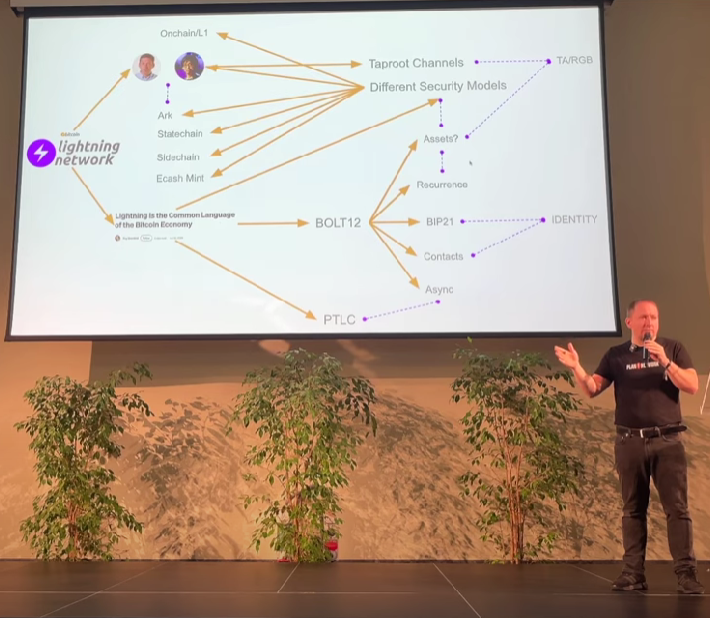 Onchain/L1
Taproot Channels
TA/RGB
Different Security Models
Ark
Statechain
Sidechain
Ecash Mint
lightning
network
Assets?
Recurrence
Lightning is the Common Language
of the Bitcoin Economy
BOLT12
BIP21
IDENTITY
Contacts
Async
PTLC